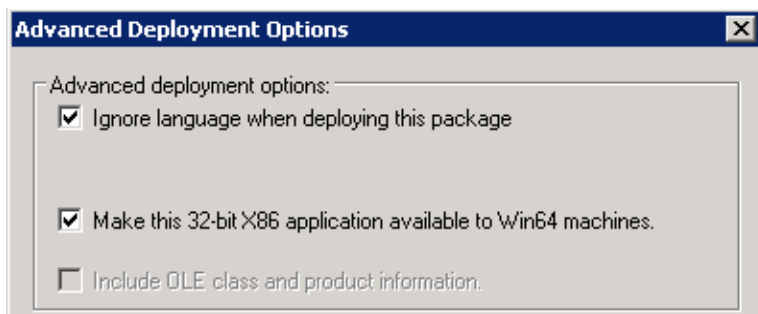 Advanced Deployment Options
Advanced deployment options:
Ignore language when deploying this package
Make this 32-bit X86 application available to Win64 machines.
Include OLE class and product information.